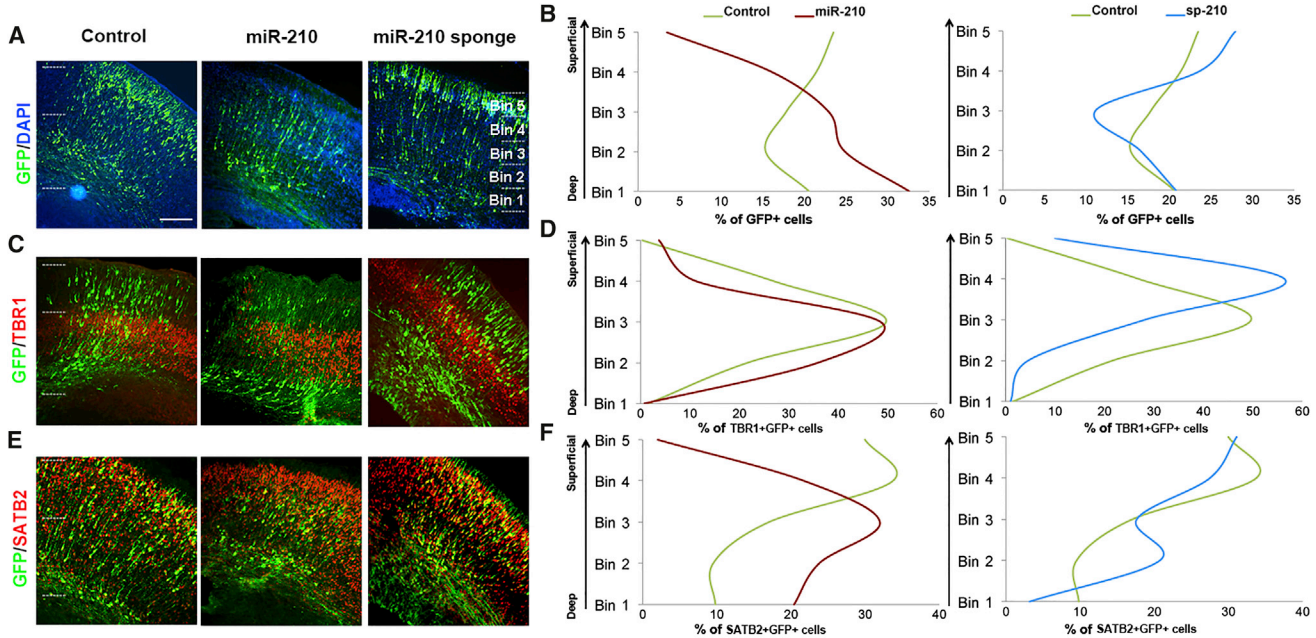 A
Control
miR-210
miR-210 sponge
GFP/DAPI
Bin 5
Bin 4
Bin 3
Bin 2
Bin 1
B
Control
miR-210
Superficial
Deep
Bin 5
Bin 4
Bin 3
Bin 2
Bin 1
0 5 10 15 20 25 30 35
% of GFP+ cells
Control
sp-210
Bin 5
Bin 4
Bin 3
Bin 2
Bin 1
0 5 10 15 20 25 30 35
% of GFP+ cells
C
GFP/TBR1
D
Superficial
Deep
Bin 5
Bin 4
Bin 3
Bin 2
Bin 1
0 10 20 30 40 50 60
% of TBR1+GFP+ cells
Bin 5
Bin 4
Bin 3
Bin 2
Bin 1
0 10 20 30 40 50 60
% of TBR1+GFP+ cells
E
GFP/SATB2
F
Superficial
Deep
Bin 5
Bin 4
Bin 3
Bin 2
Bin 1
0 10 20 30 40
% of SATB2+GFP+ cells
Bin 5
Bin 4
Bin 3
Bin 2
Bin 1
0 10 20 30 40
% of SATB2+GFP+ cells